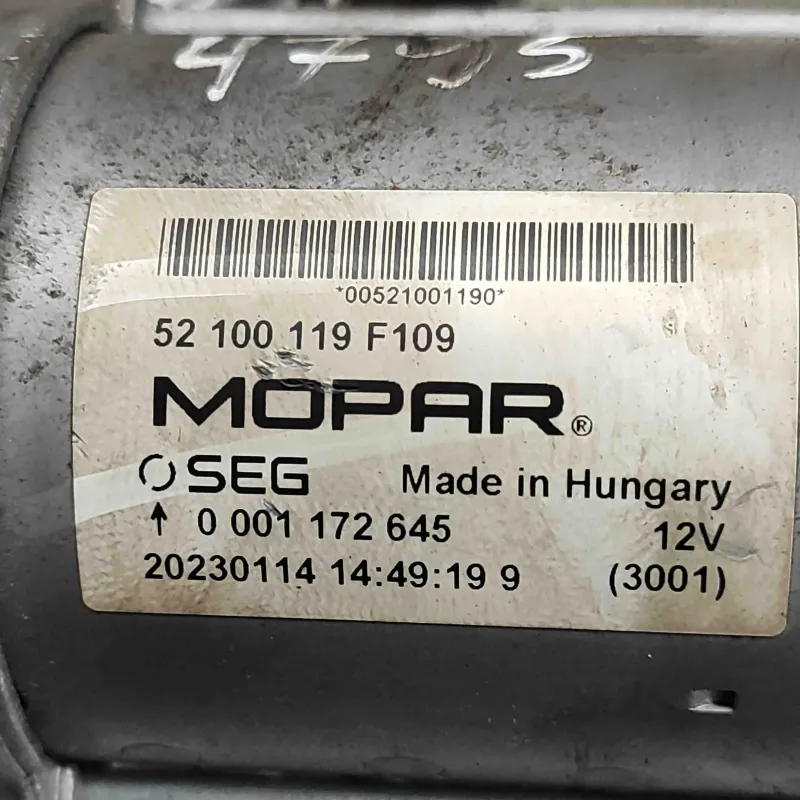 *00521001190*
52 100 119 F109
MOPAR®
SEG Made in Hungary
↑ 0 001 172 645 12V
20230114 14:49:19 9 (3001)